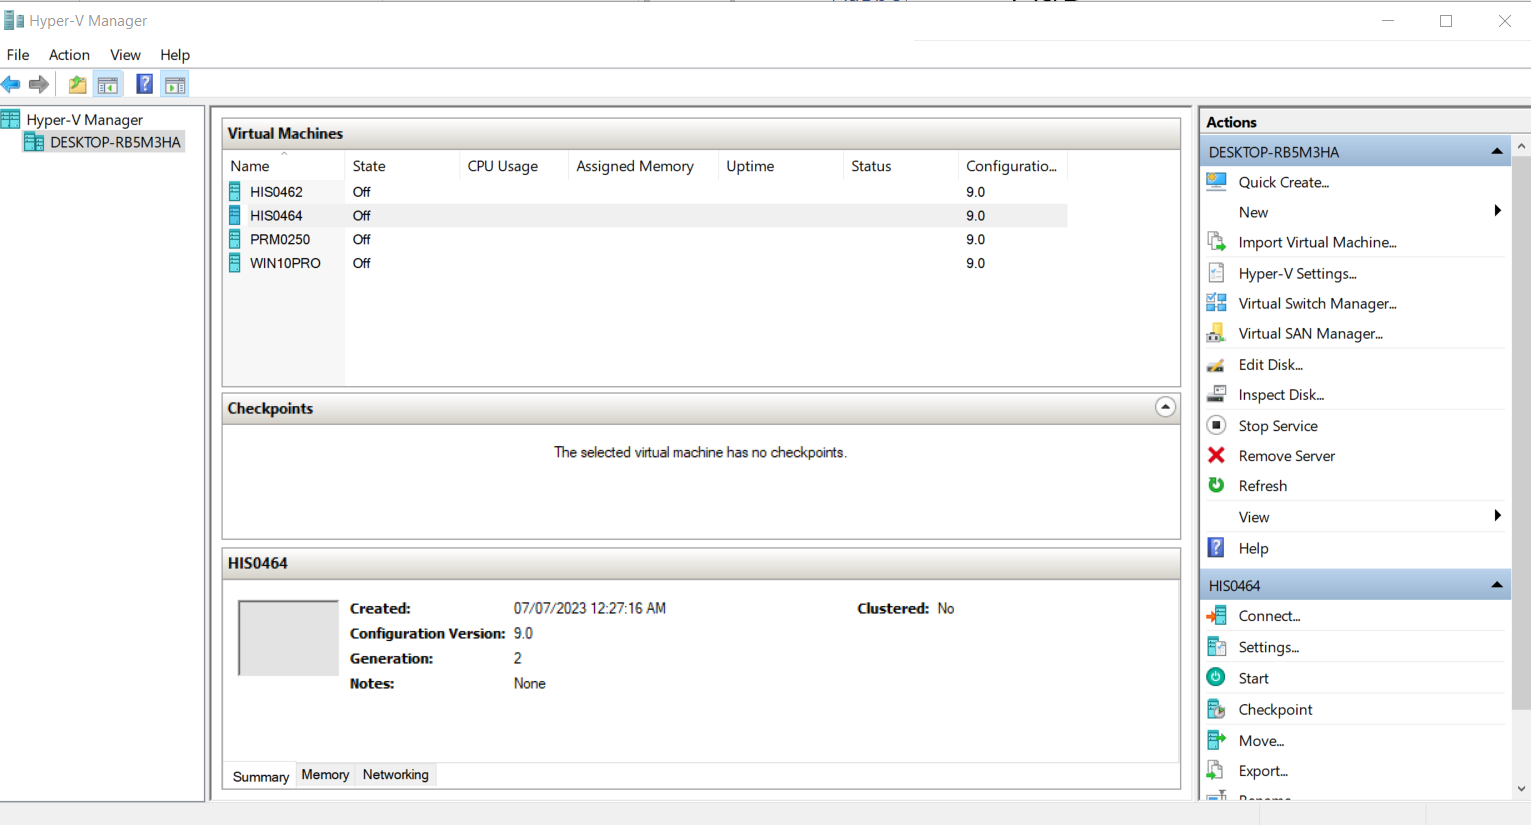 Hyper-V Manager
File Action View Help
Hyper-V Manager
DESKTOP-RB5M3HA
Virtual Machines
Name State CPU Usage Assigned Memory Uptime Status Configuratio...
HIS0462 Off 9.0
HIS0464 Off 9.0
PRM0250 Off 9.0
WIN10PRO Off 9.0
Checkpoints
The selected virtual machine has no checkpoints.
HIS0464
Created: 07/07/2023 12:27:16 AM Clustered: No
Configuration Version: 9.0
Generation: 2
Notes: None
Summary Memory Networking
Actions
DESKTOP-RB5M3HA
Quick Create...
New
Import Virtual Machine...
Hyper-V Settings...
Virtual Switch Manager...
Virtual SAN Manager...
Edit Disk...
Inspect Disk...
Stop Service
Remove Server
Refresh
View
Help
HIS0464
Connect...
Settings...
Start
Checkpoint
Move...
Export...